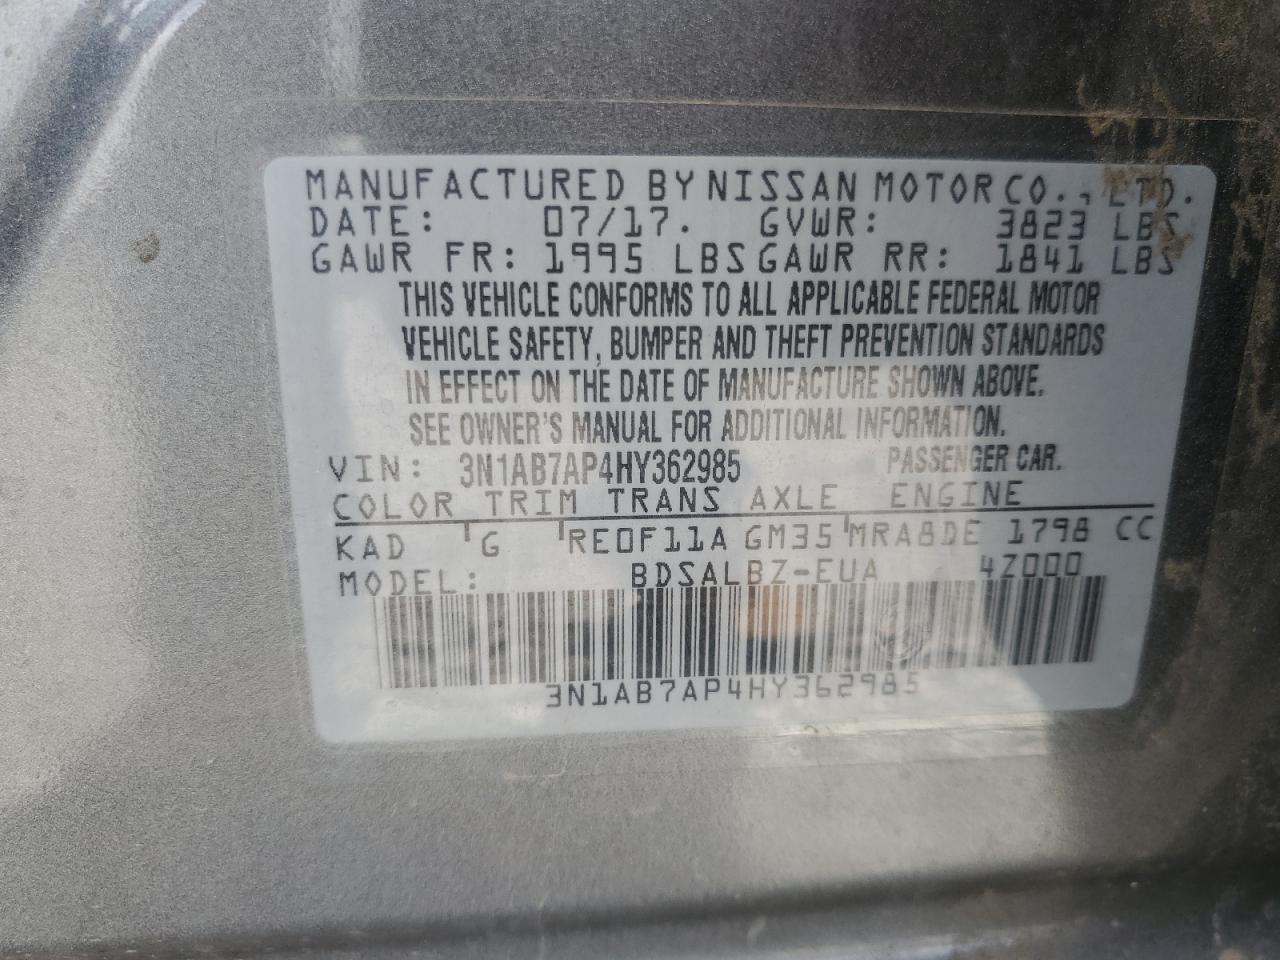 MANUFACTURED BY NISSAN MOTOR CO., LTD.
DATE: 07/17. GVWR: 3823 LBS
GAWR FR: 1995 LBS GAWR RR: 1841 LBS
THIS VEHICLE CONFORMS TO ALL APPLICABLE FEDERAL MOTOR
VEHICLE SAFETY, BUMPER AND THEFT PREVENTION STANDARDS
IN EFFECT ON THE DATE OF MANUFACTURE SHOWN ABOVE.
SEE OWNER'S MANUAL FOR ADDITIONAL INFORMATION.
VIN: 3N1AB7AP4HY362985 PASSENGER CAR.
COLOR TRIM TRANS AXLE ENGINE
KAD G RE0F11A GM35 MRA8DE 1798 CC
MODEL: BDSALBZ-EUA 4Z000
3N1AB7AP4HY362985